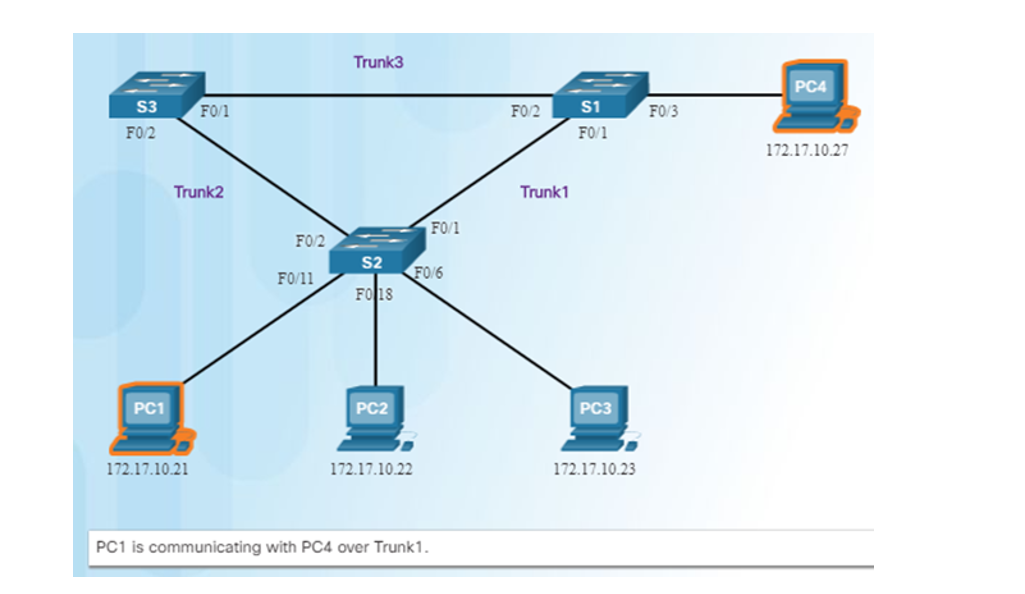 Trunk3
S3
F0/1
F0/2
F0/2
S1
F0/3
F0/1
PC4
172.17.10.27
Trunk2
Trunk1
F0/2
F0/1
S2
F0/11
F0/6
F0/18
PC1
PC2
PC3
172.17.10.21
172.17.10.22
172.17.10.23
PC1 is communicating with PC4 over Trunk1.